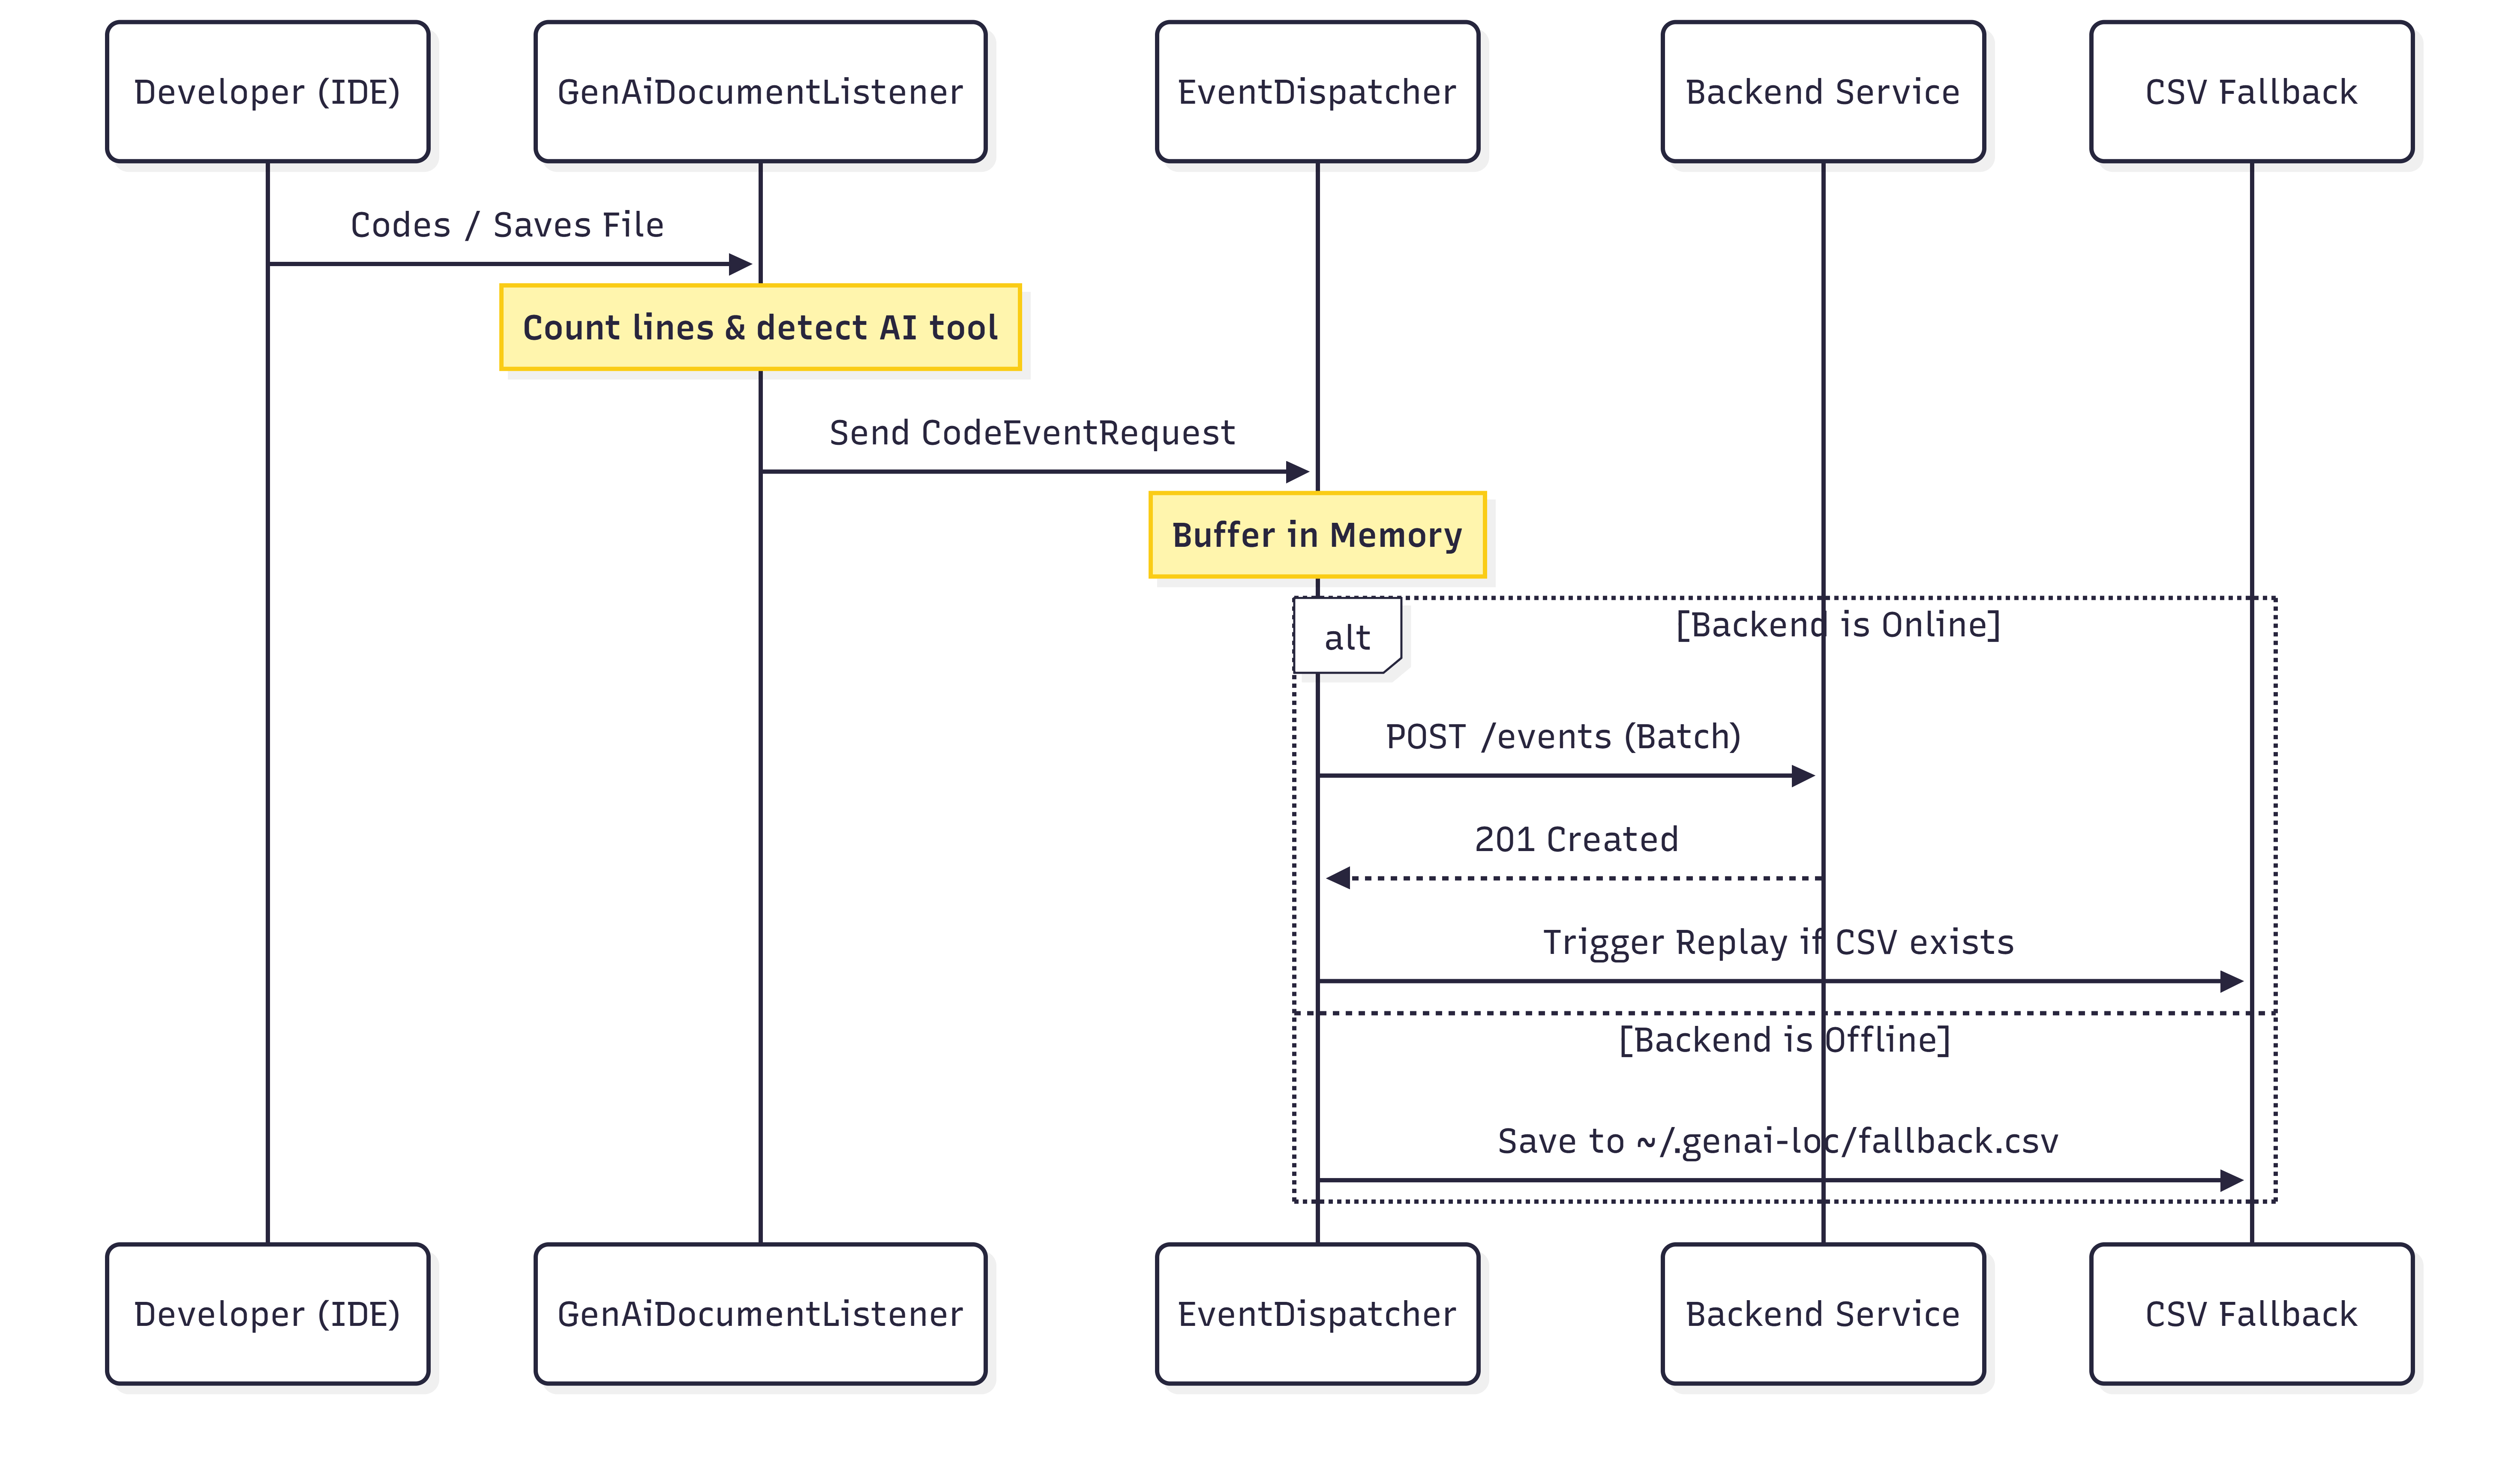 Developer (IDE)
GenAiDocumentListener
EventDispatcher
Backend Service
CSV Fallback
Codes / Saves File
Count lines & detect AI tool
Send CodeEventRequest
Buffer in Memory
alt
[Backend is Online]
POST /events (Batch)
201 Created
Trigger Replay if CSV exists
[Backend is Offline]
Save to ~/.genai-loc/fallback.csv
Developer (IDE)
GenAiDocumentListener
EventDispatcher
Backend Service
CSV Fallback